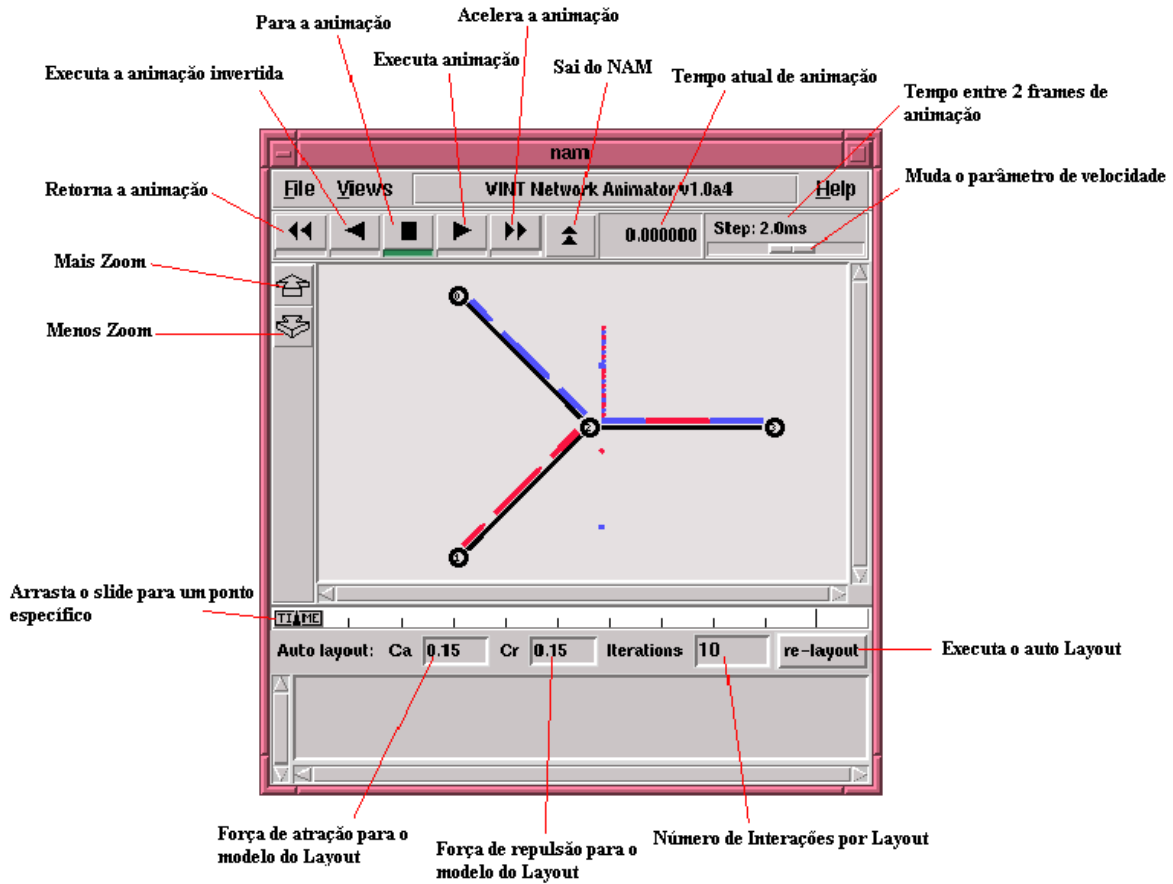 Acelera a animação
Para a animação
Executa animação
Sai do NAM
Executa a animação invertida
Tempo atual de animação
Tempo entre 2 frames de
animação
nam
Retorna a animação
Muda o parâmetro de velocidade
File Views VINT Network Animator v1.0a4 Help
0.000000
Step: 2.0ms
Mais Zoom
Menos Zoom
0
2
3
1
Arrasta o slide para um ponto
específico
TIME
Auto layout: Ca 0.15 Cr 0.15 Iterations 10 re-layout
Executa o auto Layout
Força de atração para o
modelo do Layout
Força de repulsão para o
modelo do Layout
Número de Interações por Layout